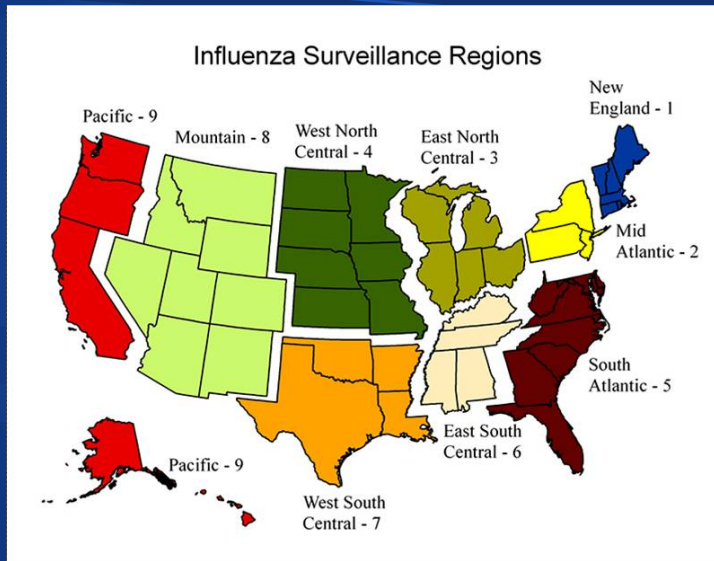 Influenza Surveillance Regions
New
England - 1
Pacific - 9
Mountain - 8
West North
Central - 4
East North
Central - 3
Mid
Atlantic - 2
South
Atlantic - 5
East South
Central - 6
Pacific - 9
West South
Central - 7